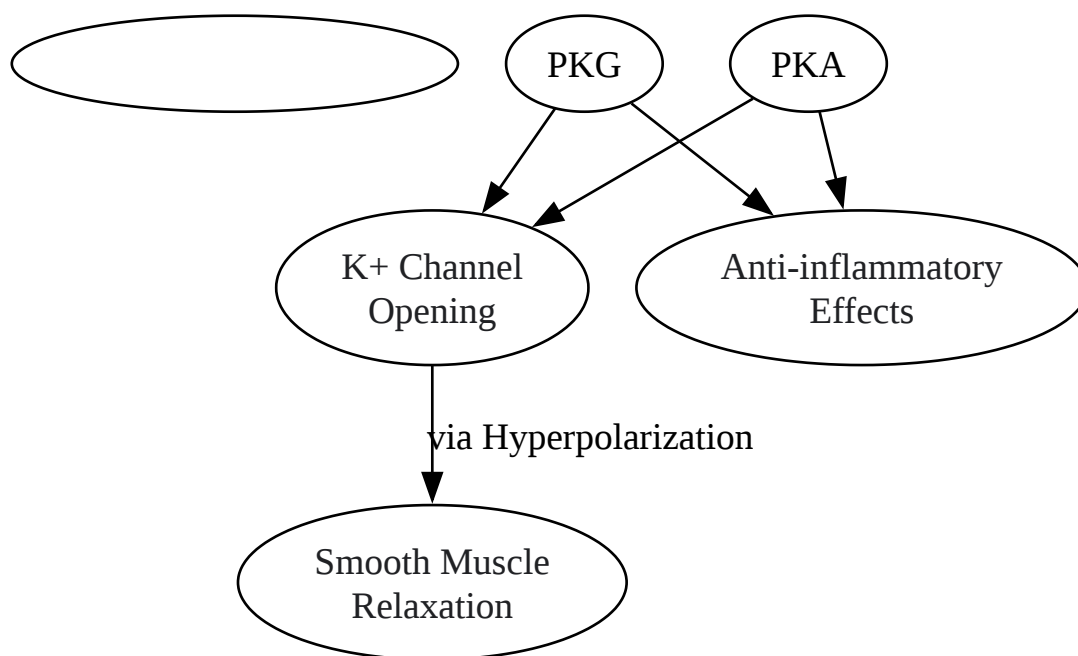 PKG
PKA
K+ Channel
Opening
Anti-inflammatory
Effects
via Hyperpolarization
Smooth Muscle
Relaxation